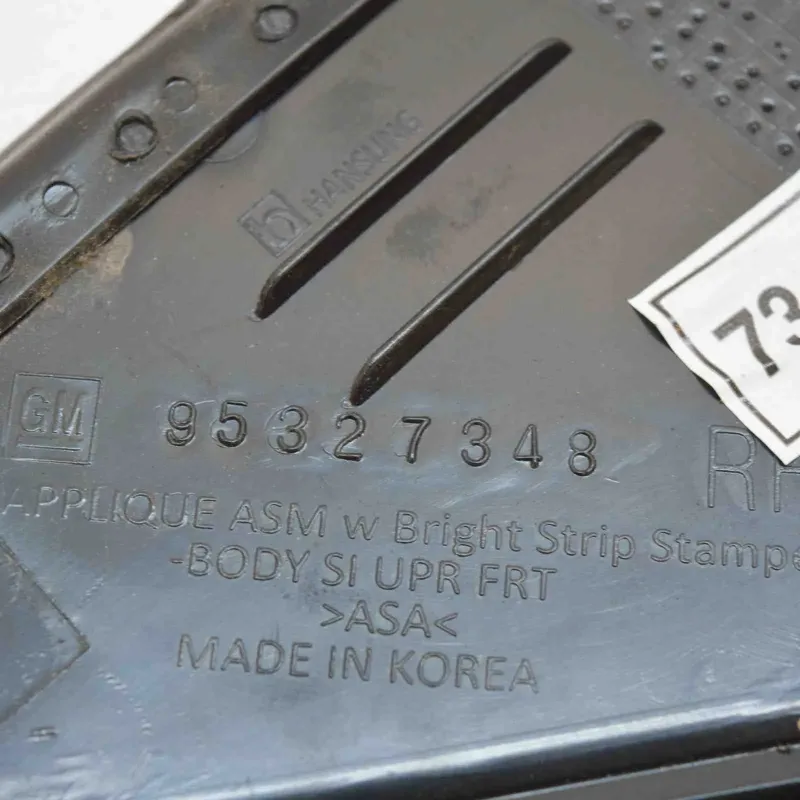 HANSUNG
73
GM 95327348 RH
APPLIQUE ASM w Bright Strip Stampe
-BODY SI UPR FRT
>ASA<
MADE IN KOREA